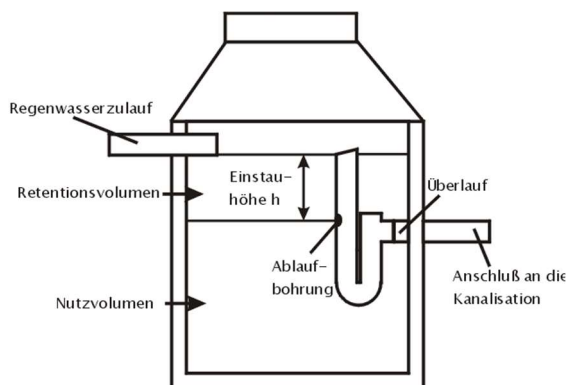 Regenwasserzulauf
Retentionsvolumen
Einstau-
höhe h
Überlauf
Ablauf-
bohrung
Anschluß an die
Kanalisation
Nutzvolumen